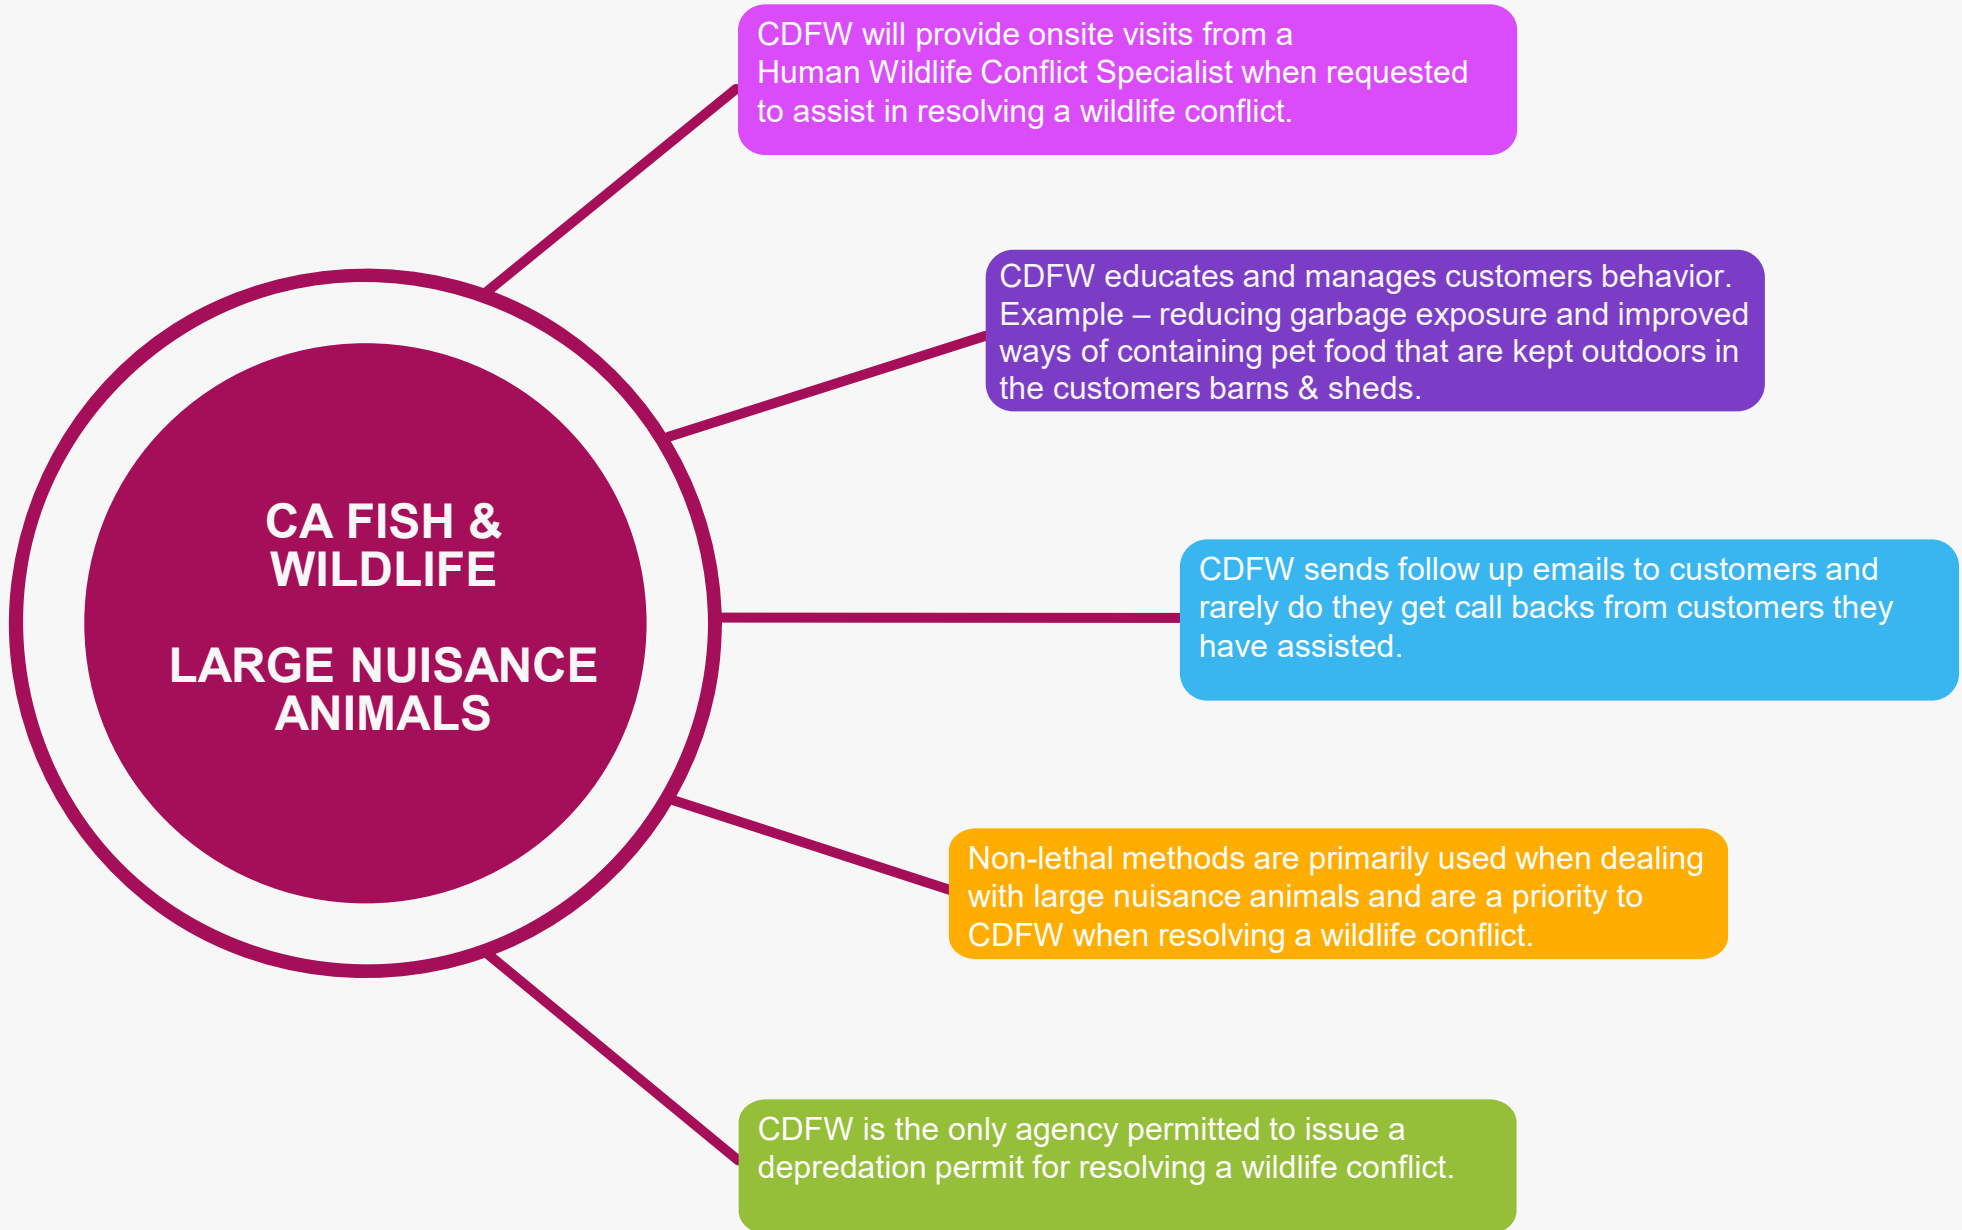 CDFW will provide onsite visits from a
Human Wildlife Conflict Specialist when requested
to assist in resolving a wildlife conflict.
CDFW educates and manages customers behavior.
Example – reducing garbage exposure and improved
ways of containing pet food that are kept outdoors in
the customers barns & sheds.
CA FISH &
WILDLIFE
LARGE NUISANCE
ANIMALS
CDFW sends follow up emails to customers and
rarely do they get call backs from customers they
have assisted.
Non-lethal methods are primarily used when dealing
with large nuisance animals and are a priority to
CDFW when resolving a wildlife conflict.
CDFW is the only agency permitted to issue a
depredation permit for resolving a wildlife conflict.